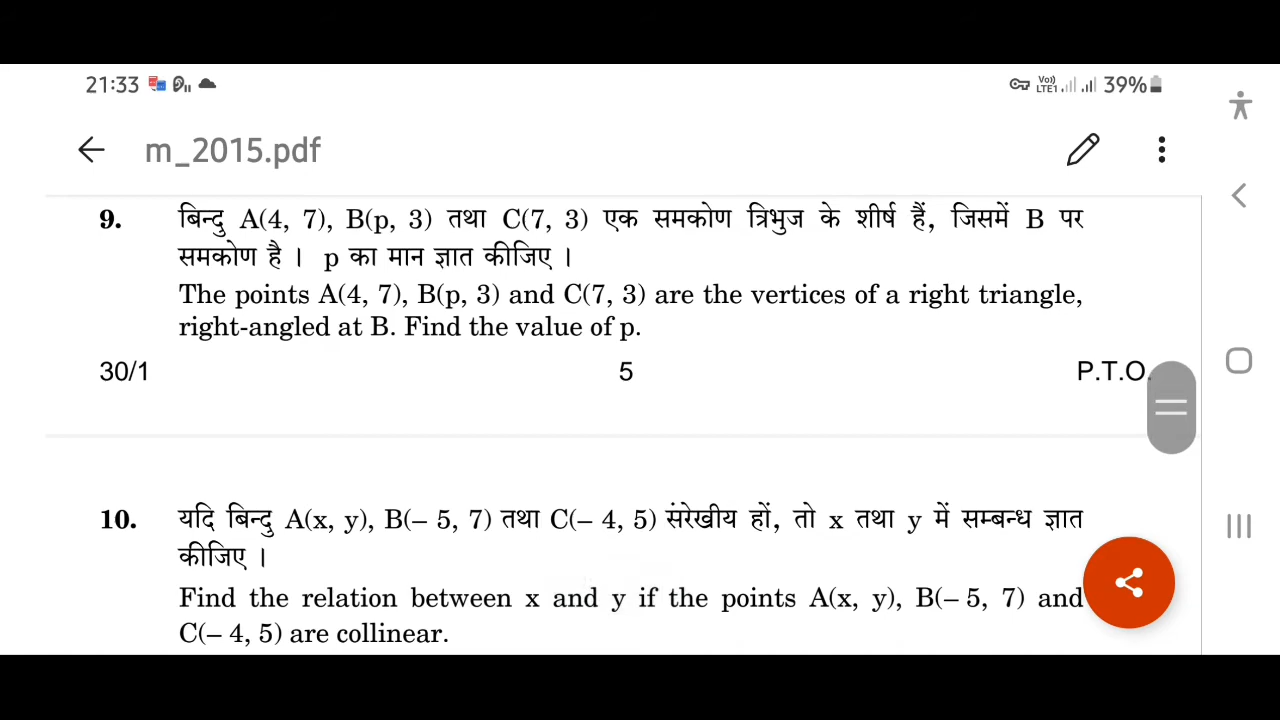 21:33 Vo) LTE1 39%
m_2015.pdf
9. बिन्दु A(4, 7), B(p, 3) तथा C(7, 3) एक समकोण त्रिभुज के शीर्ष हैं, जिसमें B पर
समकोण है । p का मान ज्ञात कीजिए ।
The points A(4, 7), B(p, 3) and C(7, 3) are the vertices of a right triangle,
right-angled at B. Find the value of p.
30/1 5 P.T.O.
10. यदि बिन्दु A(x, y), B(– 5, 7) तथा C(– 4, 5) संरेखीय हों, तो x तथा y में सम्बन्ध ज्ञात
कीजिए ।
Find the relation between x and y if the points A(x, y), B(– 5, 7) and
C(– 4, 5) are collinear.